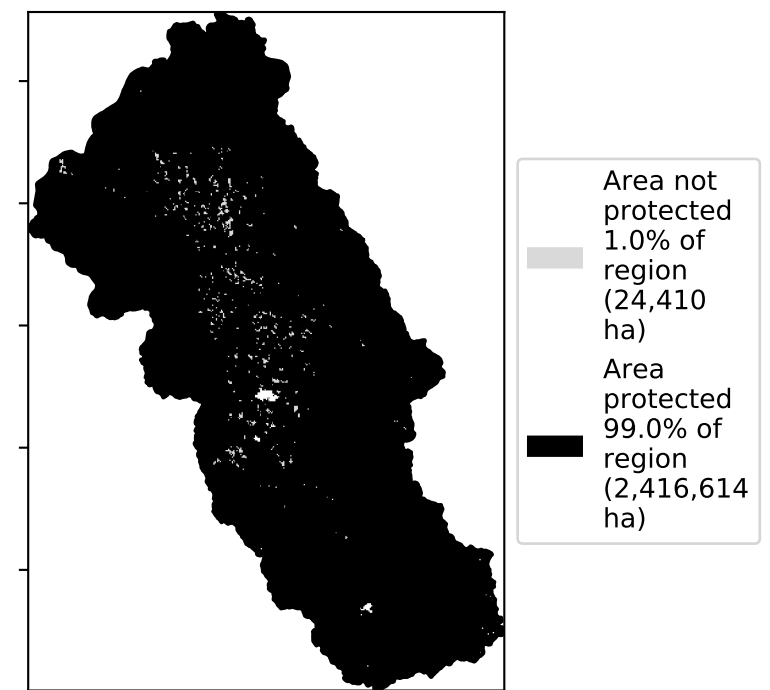 Area not
protected
1.0% of
region
(24,410
ha)
Area
protected
99.0% of
region
(2,416,614
ha)